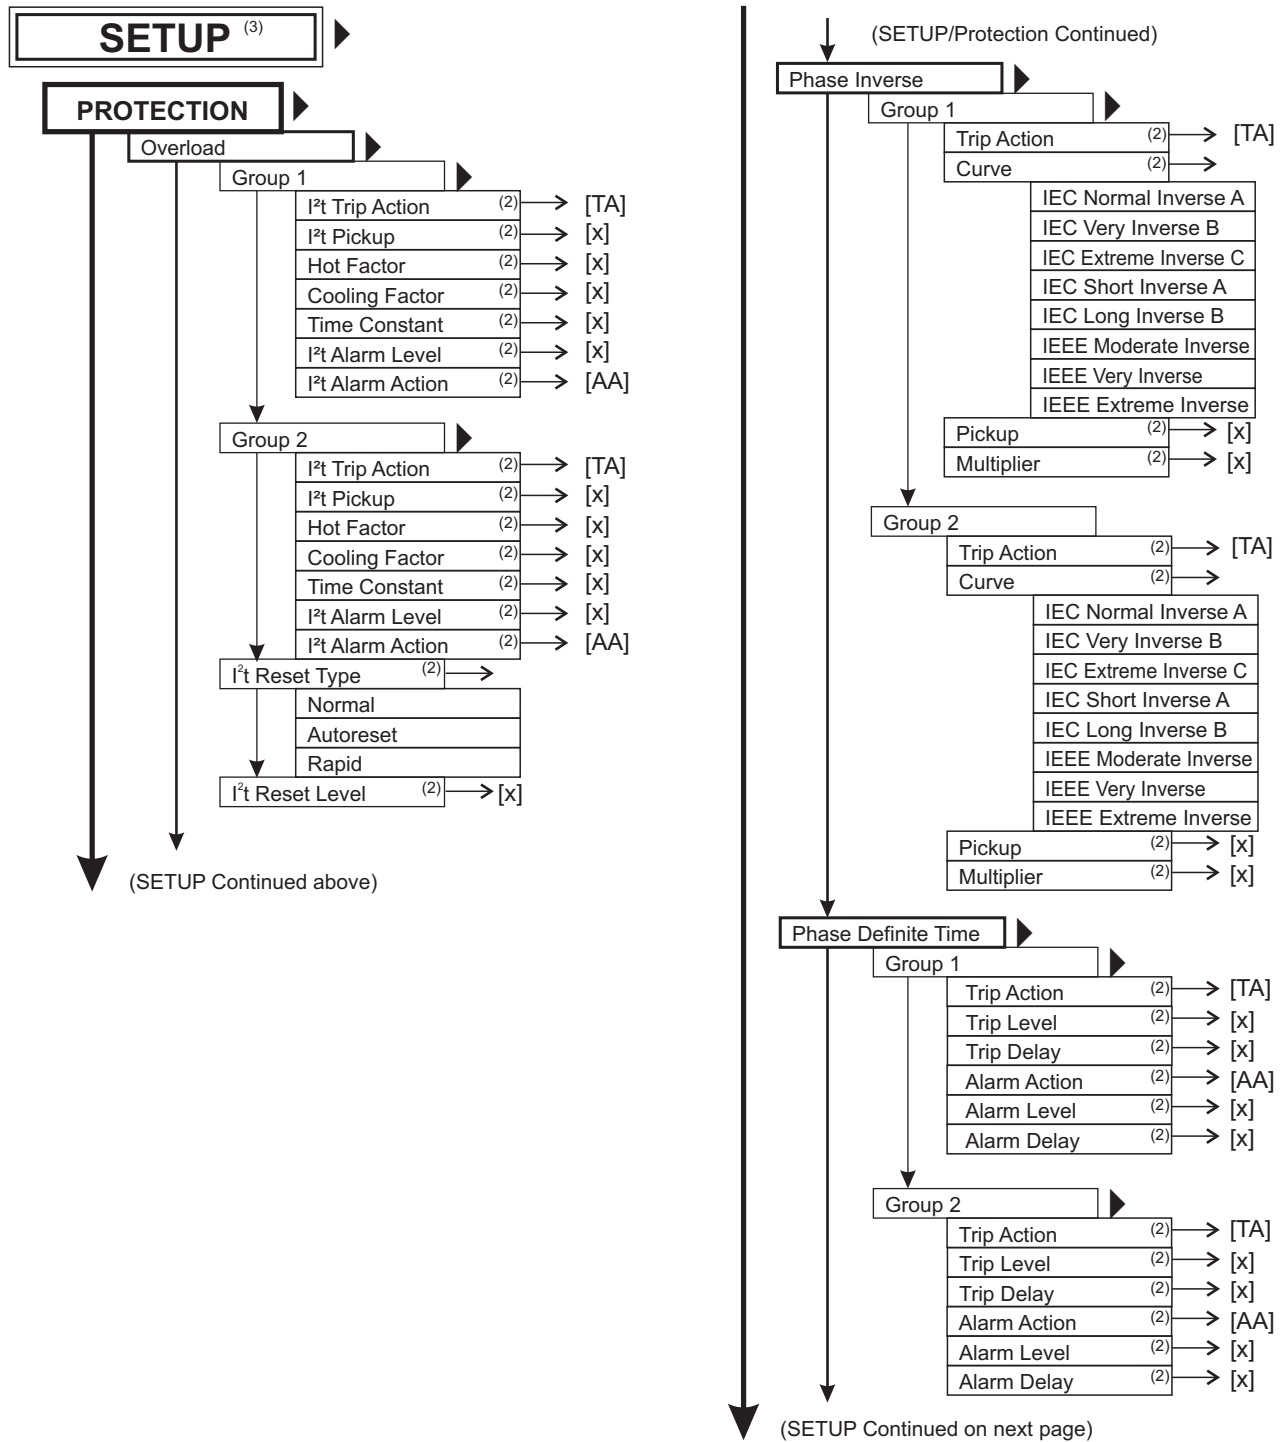 SETUP (3)
PROTECTION
Overload
Group 1
I²t Trip Action (2) [TA]
I²t Pickup (2) [x]
Hot Factor (2) [x]
Cooling Factor (2) [x]
Time Constant (2) [x]
I²t Alarm Level (2) [x]
I²t Alarm Action (2) [AA]
Group 2
I²t Trip Action (2) [TA]
I²t Pickup (2) [x]
Hot Factor (2) [x]
Cooling Factor (2) [x]
Time Constant (2) [x]
I²t Alarm Level (2) [x]
I²t Alarm Action (2) [AA]
I²t Reset Type (2)
Normal
Autoreset
Rapid
I²t Reset Level (2) [x]
(SETUP Continued above)
(SETUP/Protection Continued)
Phase Inverse
Group 1
Trip Action (2) [TA]
Curve (2)
IEC Normal Inverse A
IEC Very Inverse B
IEC Extreme Inverse C
IEC Short Inverse A
IEC Long Inverse B
IEEE Moderate Inverse
IEEE Very Inverse
IEEE Extreme Inverse
Pickup (2) [x]
Multiplier (2) [x]
Group 2
Trip Action (2) [TA]
Curve (2)
IEC Normal Inverse A
IEC Very Inverse B
IEC Extreme Inverse C
IEC Short Inverse A
IEC Long Inverse B
IEEE Moderate Inverse
IEEE Very Inverse
IEEE Extreme Inverse
Pickup (2) [x]
Multiplier (2) [x]
Phase Definite Time
Group 1
Trip Action (2) [TA]
Trip Level (2) [x]
Trip Delay (2) [x]
Alarm Action (2) [AA]
Alarm Level (2) [x]
Alarm Delay (2) [x]
Group 2
Trip Action (2) [TA]
Trip Level (2) [x]
Trip Delay (2) [x]
Alarm Action (2) [AA]
Alarm Level (2) [x]
Alarm Delay (2) [x]
(SETUP Continued on next page)